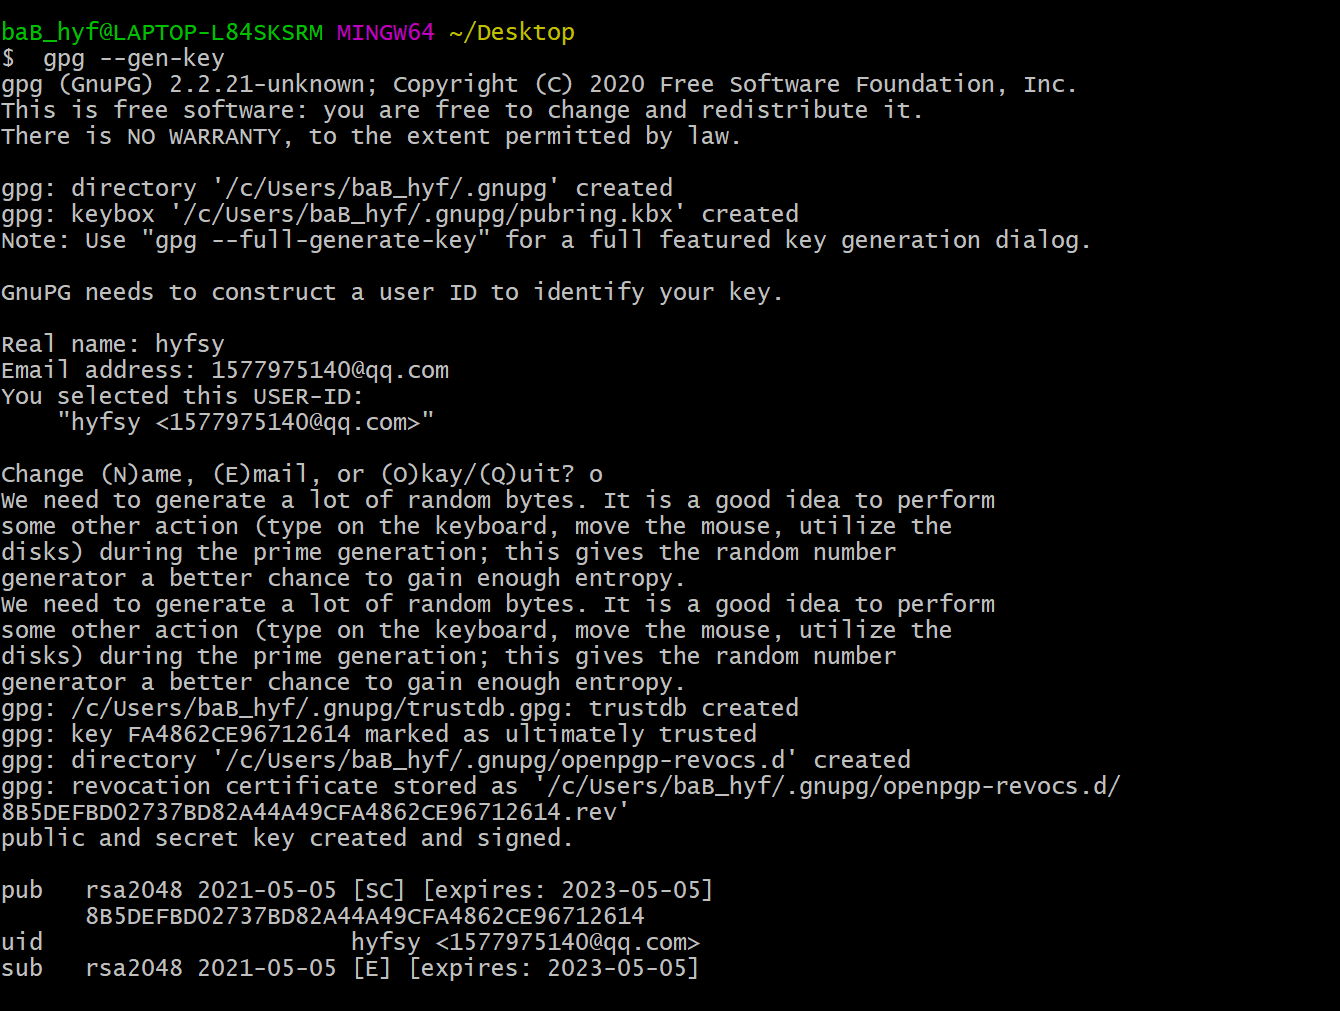 baB_hyf@LAPTOP-L84SKSRM MINGW64 ~/Desktop
$  gpg --gen-key
gpg (GnuPG) 2.2.21-unknown; Copyright (C) 2020 Free Software Foundation, Inc.
This is free software: you are free to change and redistribute it.
There is NO WARRANTY, to the extent permitted by law.
gpg: directory '/c/Users/baB_hyf/.gnupg' created
gpg: keybox '/c/Users/baB_hyf/.gnupg/pubring.kbx' created
Note: Use "gpg --full-generate-key" for a full featured key generation dialog.
GnuPG needs to construct a user ID to identify your key.
Real name: hyfsy
Email address: 1577975140@qq.com
You selected this USER-ID:
    "hyfsy <1577975140@qq.com>"
Change (N)ame, (E)mail, or (O)kay/(Q)uit? o
We need to generate a lot of random bytes. It is a good idea to perform
some other action (type on the keyboard, move the mouse, utilize the
disks) during the prime generation; this gives the random number
generator a better chance to gain enough entropy.
We need to generate a lot of random bytes. It is a good idea to perform
some other action (type on the keyboard, move the mouse, utilize the
disks) during the prime generation; this gives the random number
generator a better chance to gain enough entropy.
gpg: /c/Users/baB_hyf/.gnupg/trustdb.gpg: trustdb created
gpg: key FA4862CE96712614 marked as ultimately trusted
gpg: directory '/c/Users/baB_hyf/.gnupg/openpgp-revocs.d' created
gpg: revocation certificate stored as '/c/Users/baB_hyf/.gnupg/openpgp-revocs.d/
8B5DEFBD02737BD82A44A49CFA4862CE96712614.rev'
public and secret key created and signed.
pub   rsa2048 2021-05-05 [SC] [expires: 2023-05-05]
      8B5DEFBD02737BD82A44A49CFA4862CE96712614
uid                      hyfsy <1577975140@qq.com>
sub   rsa2048 2021-05-05 [E] [expires: 2023-05-05]